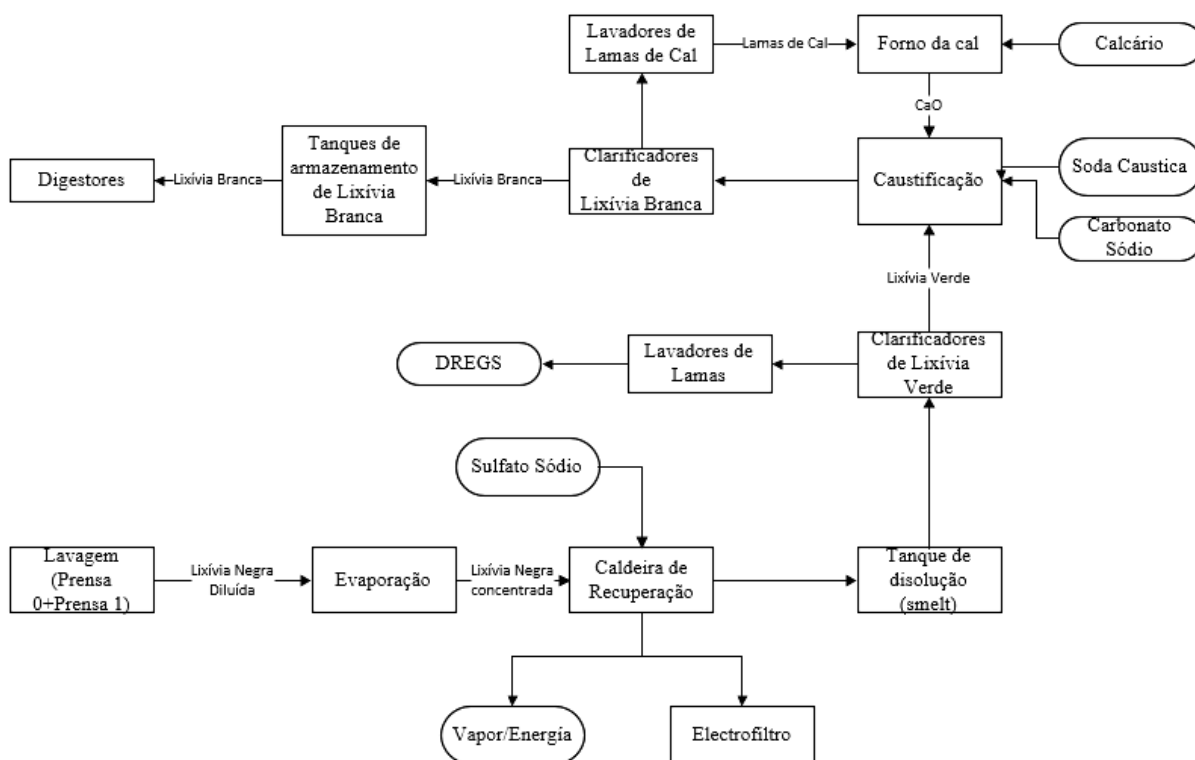 Lavadores de
Lamas de Cal
Lamas de Cal
Forno da cal
Calcário
CaO
Digestores
Lixívia Branca
Tanques de
armazenamento
de Lixívia
Branca
Lixívia Branca
Clarificadores
de
Lixívia Branca
Caustificação
Soda Caustica
Carbonato
Sódio
Lixívia Verde
DREGS
Lavadores de
Lamas
Clarificadores
de Lixívia
Verde
Sulfato Sódio
Lavagem
(Prensa
0+Prensa 1)
Lixívia Negra
Diluída
Evaporação
Lixívia Negra
concentrada
Caldeira de
Recuperação
Tanque de
disolução
(smelt)
Vapor/Energía
Electrofiltro